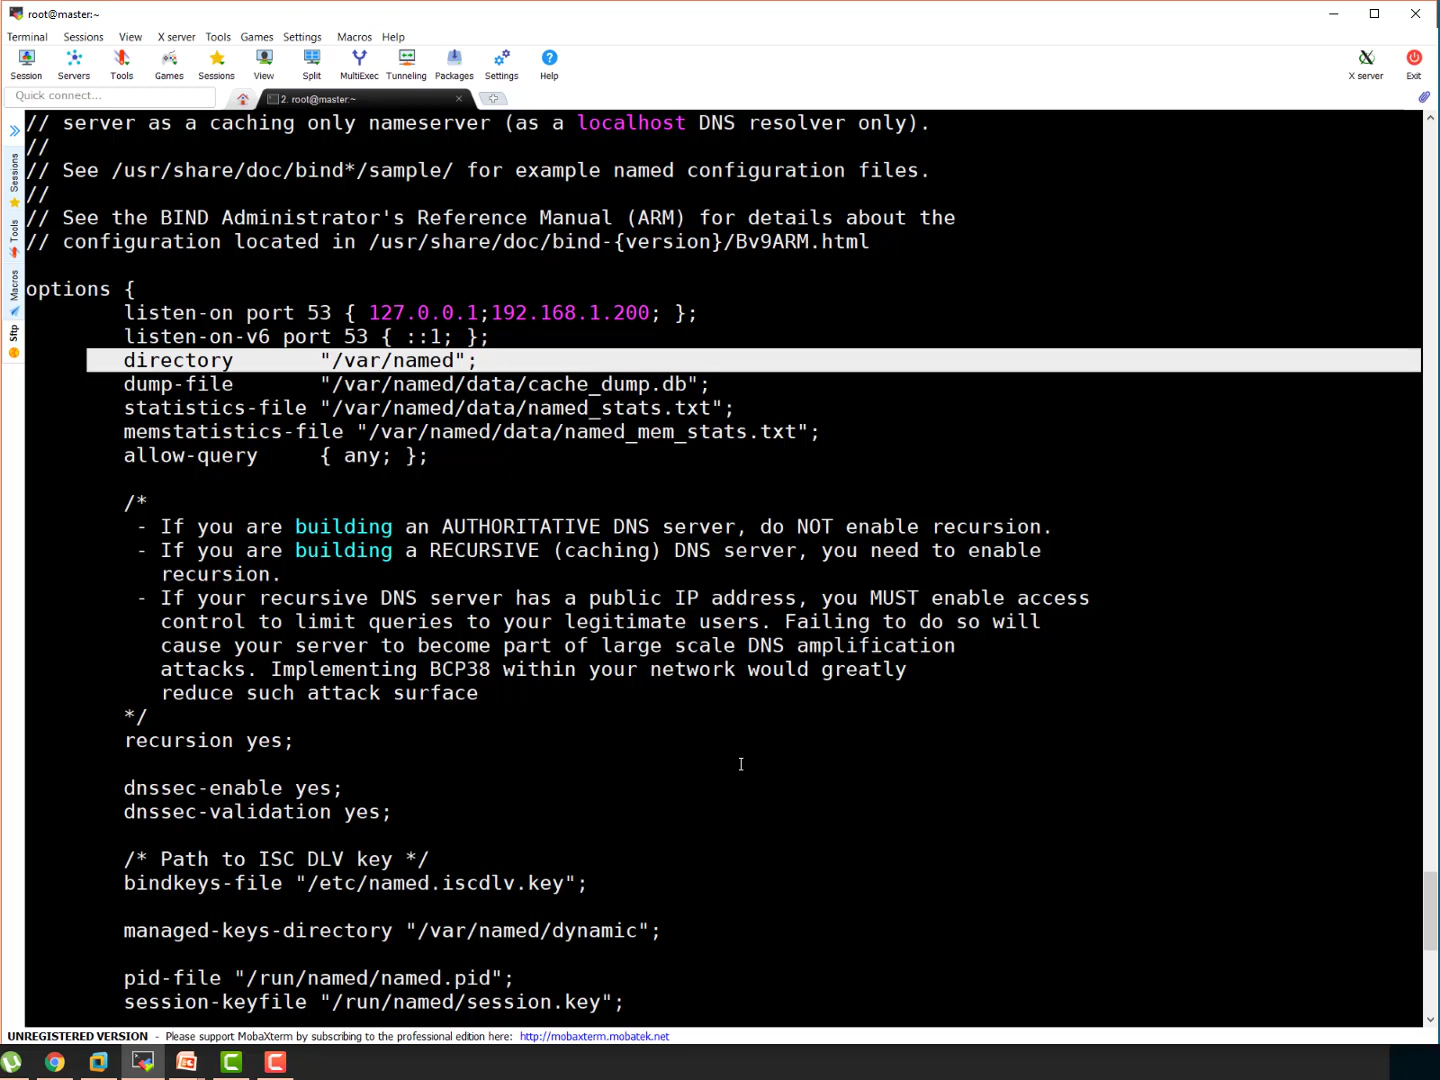 root@master:~
Terminal Sessions View X server Tools Games Settings Macros Help
Session Servers Tools Games Sessions View Split MultiExec Tunneling Packages Settings Help X server Exit
Quick connect...
2. root@master:~
Sessions
Tools
Macros
Sftp
// server as a caching only nameserver (as a localhost DNS resolver only).
//
// See /usr/share/doc/bind*/sample/ for example named configuration files.
//
// See the BIND Administrator's Reference Manual (ARM) for details about the
// configuration located in /usr/share/doc/bind-{version}/Bv9ARM.html
options {
listen-on port 53 { 127.0.0.1;192.168.1.200; };
listen-on-v6 port 53 { ::1; };
directory "/var/named";
dump-file "/var/named/data/cache_dump.db";
statistics-file "/var/named/data/named_stats.txt";
memstatistics-file "/var/named/data/named_mem_stats.txt";
allow-query { any; };
/*
- If you are building an AUTHORITATIVE DNS server, do NOT enable recursion.
- If you are building a RECURSIVE (caching) DNS server, you need to enable
recursion.
- If your recursive DNS server has a public IP address, you MUST enable access
control to limit queries to your legitimate users. Failing to do so will
cause your server to become part of large scale DNS amplification
attacks. Implementing BCP38 within your network would greatly
reduce such attack surface
*/
recursion yes;
dnssec-enable yes;
dnssec-validation yes;
/* Path to ISC DLV key */
bindkeys-file "/etc/named.iscdlv.key";
managed-keys-directory "/var/named/dynamic";
pid-file "/run/named/named.pid";
session-keyfile "/run/named/session.key";
UNREGISTERED VERSION - Please support MobaXterm by subscribing to the professional edition here: http://mobaxterm.mobatek.net